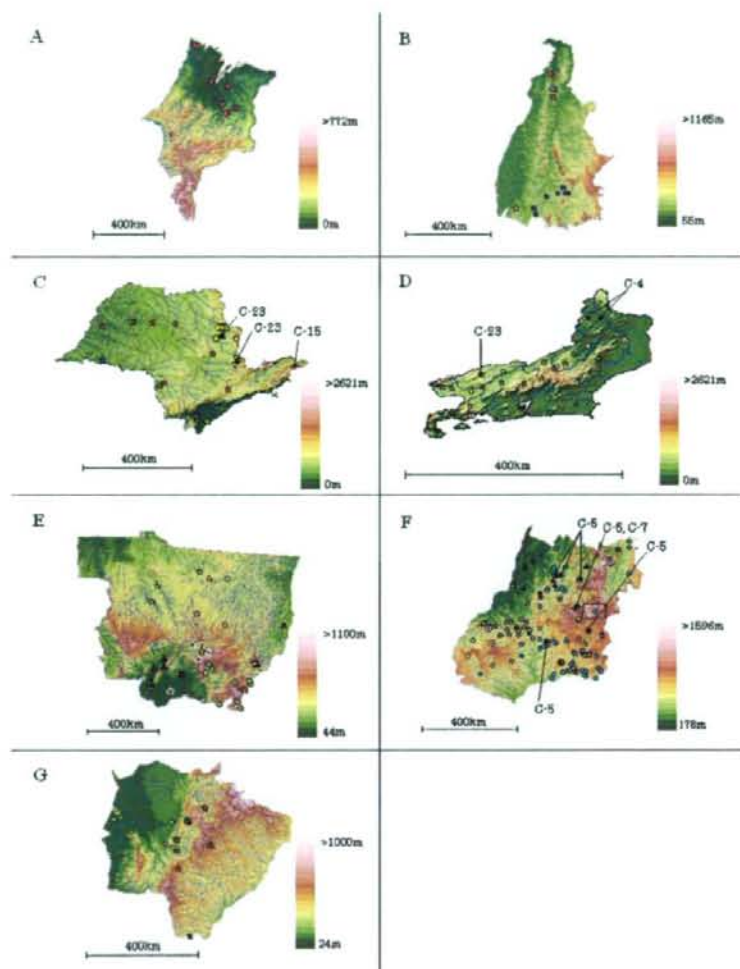 A
>772m
0m
400km
B
>1165m
55m
400km
C
C-23
C-23
C-15
>2621m
0m
400km
D
C-4
C-23
>2621m
0m
400km
E
>1100m
44m
400km
F
C-5
C-5, C-7
C-5
>1596m
178m
C-5
400km
G
>1000m
24m
400km